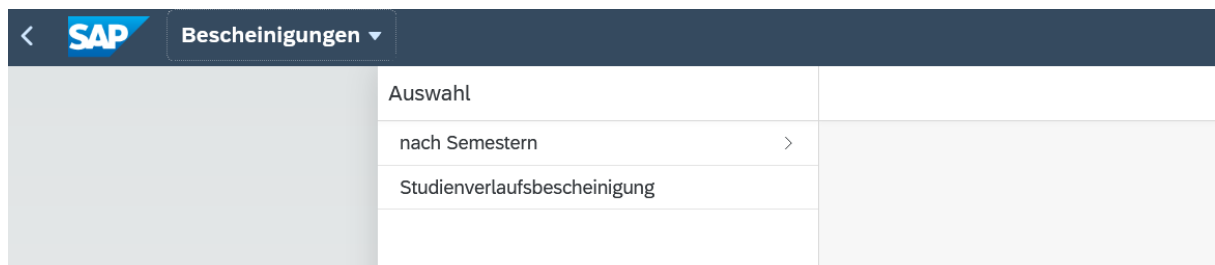 SAP Bescheinigungen
Auswahl
nach Semestern
Studienverlaufsbescheinigung